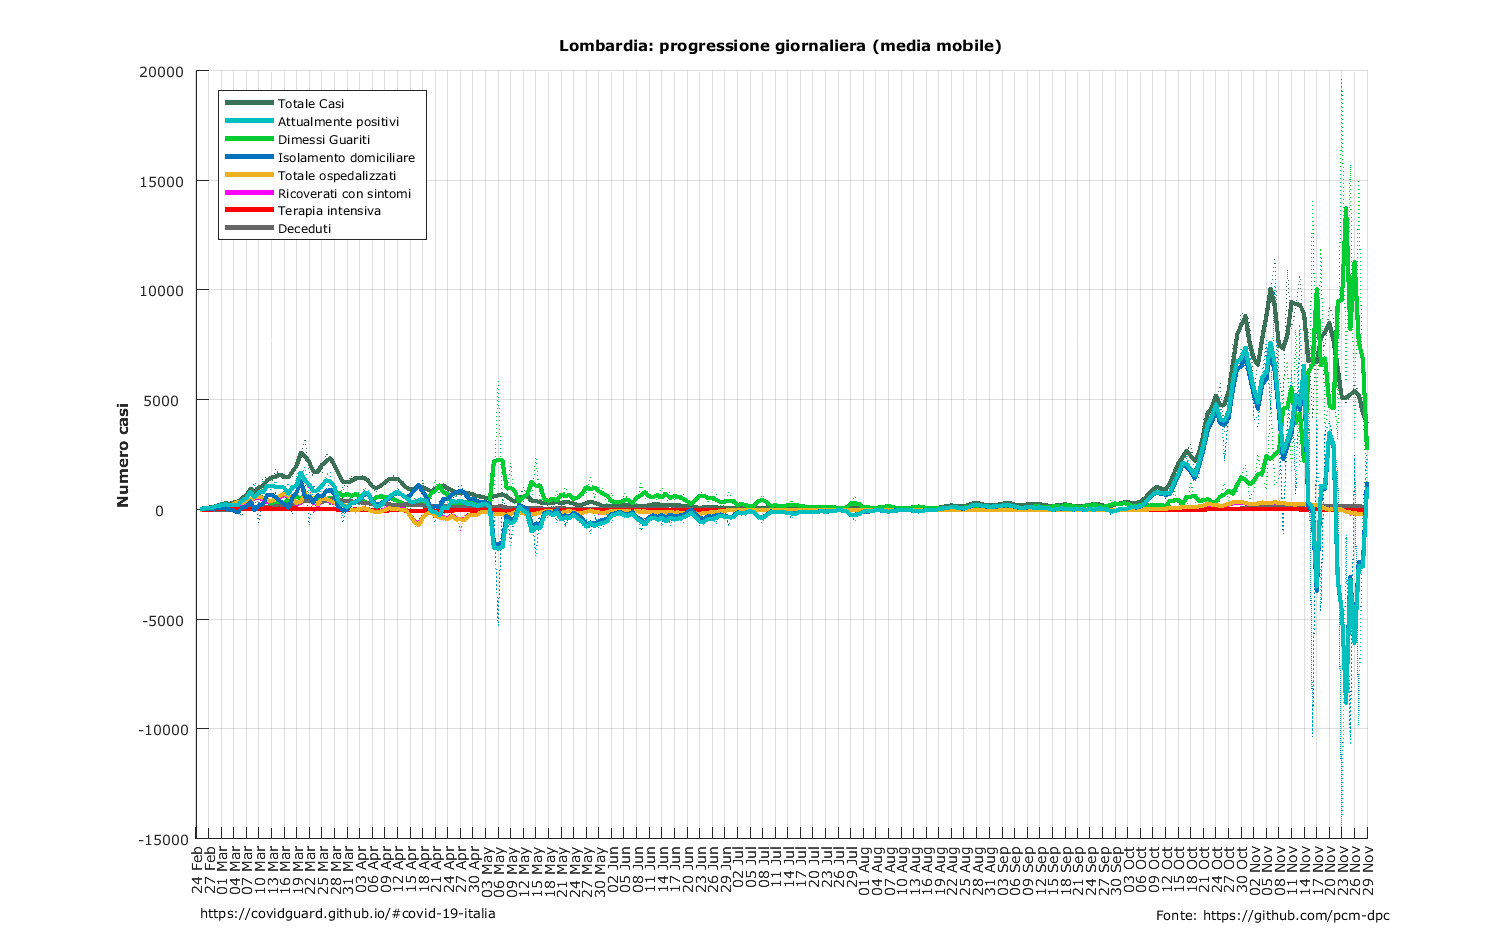 Lombardia: progressione giornaliera (media mobile)
20000
15000
10000
5000
0
-5000
-10000
-15000
Numero casi
Totale Casi
Attualmente positivi
Dimessi Guariti
Isolamento domiciliare
Totale ospedalizzati
Ricoverati con sintomi
Terapia intensiva
Deceduti
24 Feb
27 Feb
01 Mar
04 Mar
07 Mar
10 Mar
13 Mar
16 Mar
19 Mar
22 Mar
25 Mar
28 Mar
31 Mar
03 Apr
06 Apr
09 Apr
12 Apr
15 Apr
18 Apr
21 Apr
24 Apr
27 Apr
30 Apr
03 May
06 May
09 May
12 May
15 May
18 May
21 May
24 May
27 May
30 May
02 Jun
05 Jun
08 Jun
11 Jun
14 Jun
17 Jun
20 Jun
23 Jun
26 Jun
29 Jun
02 Jul
05 Jul
08 Jul
11 Jul
14 Jul
17 Jul
20 Jul
23 Jul
26 Jul
29 Jul
01 Aug
04 Aug
07 Aug
10 Aug
13 Aug
16 Aug
19 Aug
22 Aug
25 Aug
28 Aug
31 Aug
03 Sep
06 Sep
09 Sep
12 Sep
15 Sep
18 Sep
21 Sep
24 Sep
27 Sep
30 Sep
03 Oct
06 Oct
09 Oct
12 Oct
15 Oct
18 Oct
21 Oct
24 Oct
27 Oct
30 Oct
02 Nov
05 Nov
08 Nov
11 Nov
14 Nov
17 Nov
20 Nov
23 Nov
26 Nov
29 Nov
https://covidguard.github.io/#covid-19-italia
Fonte: https://github.com/pcm-dpc